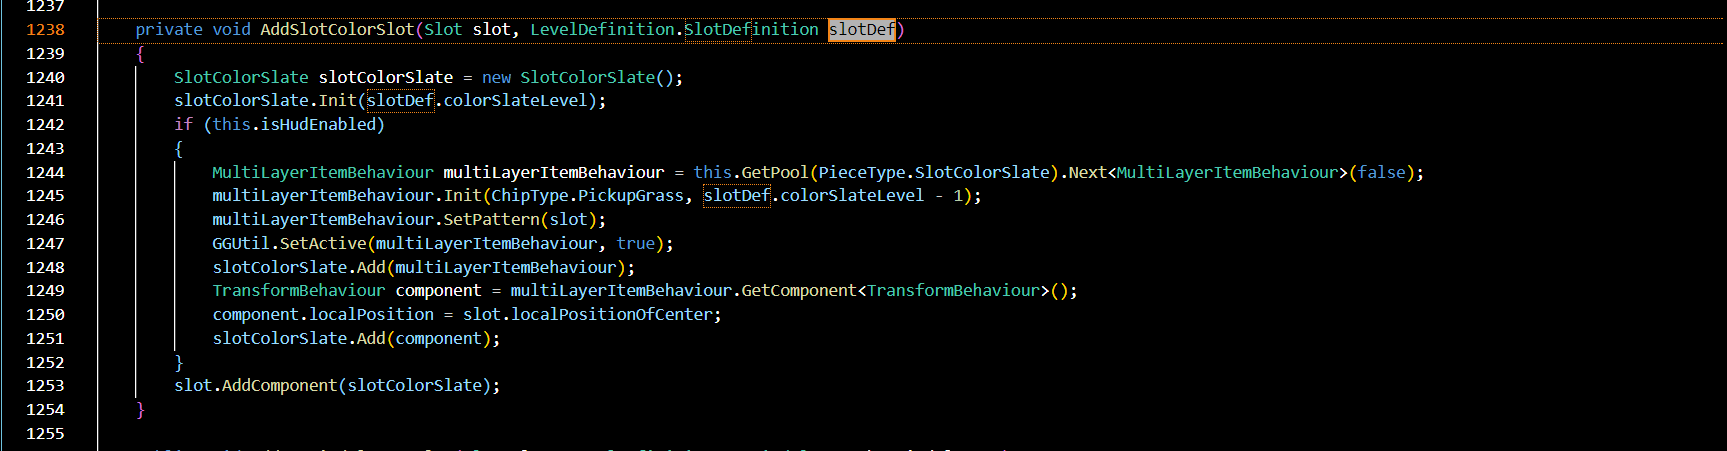 1237
1238 private void AddSlotColorSlot(Slot slot, LevelDefinition.SlotDefinition slotDef)
1239 {
1240 SlotColorSlate slotColorSlate = new SlotColorSlate();
1241 slotColorSlate.Init(slotDef.colorSlateLevel);
1242 if (this.isHudEnabled)
1243 {
1244 MultiLayerItemBehaviour multiLayerItemBehaviour = this.GetPool(PieceType.SlotColorSlate).Next<MultiLayerItemBehaviour>(false);
1245 multiLayerItemBehaviour.Init(ChipType.PickupGrass, slotDef.colorSlateLevel - 1);
1246 multiLayerItemBehaviour.SetPattern(slot);
1247 GGUtil.SetActive(multiLayerItemBehaviour, true);
1248 slotColorSlate.Add(multiLayerItemBehaviour);
1249 TransformBehaviour component = multiLayerItemBehaviour.GetComponent<TransformBehaviour>();
1250 component.localPosition = slot.localPositionOfCenter;
1251 slotColorSlate.Add(component);
1252 }
1253 slot.AddComponent(slotColorSlate);
1254 }
1255